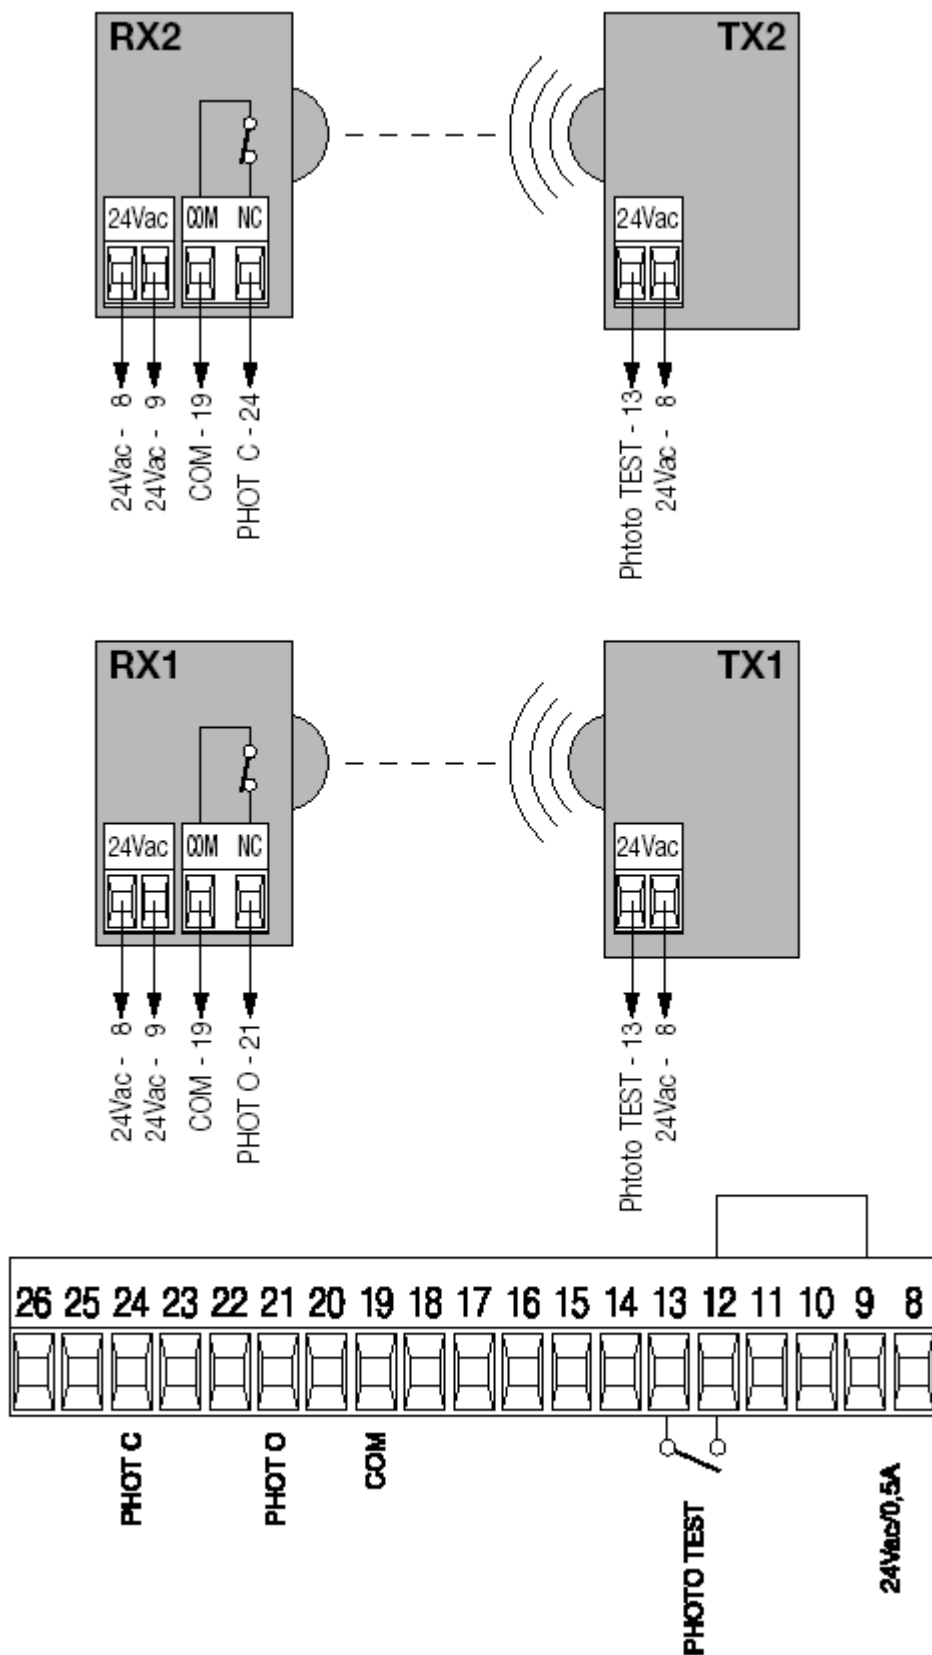 RX2
TX2
24Vac COM NC
24Vac
24Vac - 8
24Vac - 9
COM - 19
PHOT C - 24
Phtoto TEST - 13
24Vac - 8
RX1
TX1
24Vac COM NC
24Vac
24Vac - 8
24Vac - 9
COM - 19
PHOT O - 21
Phtoto TEST - 13
24Vac - 8
26 25 24 23 22 21 20 19 18 17 16 15 14 13 12 11 10 9 8
PHOT C
PHOT O
COM
PHOTO TEST
24Vac/0,5A